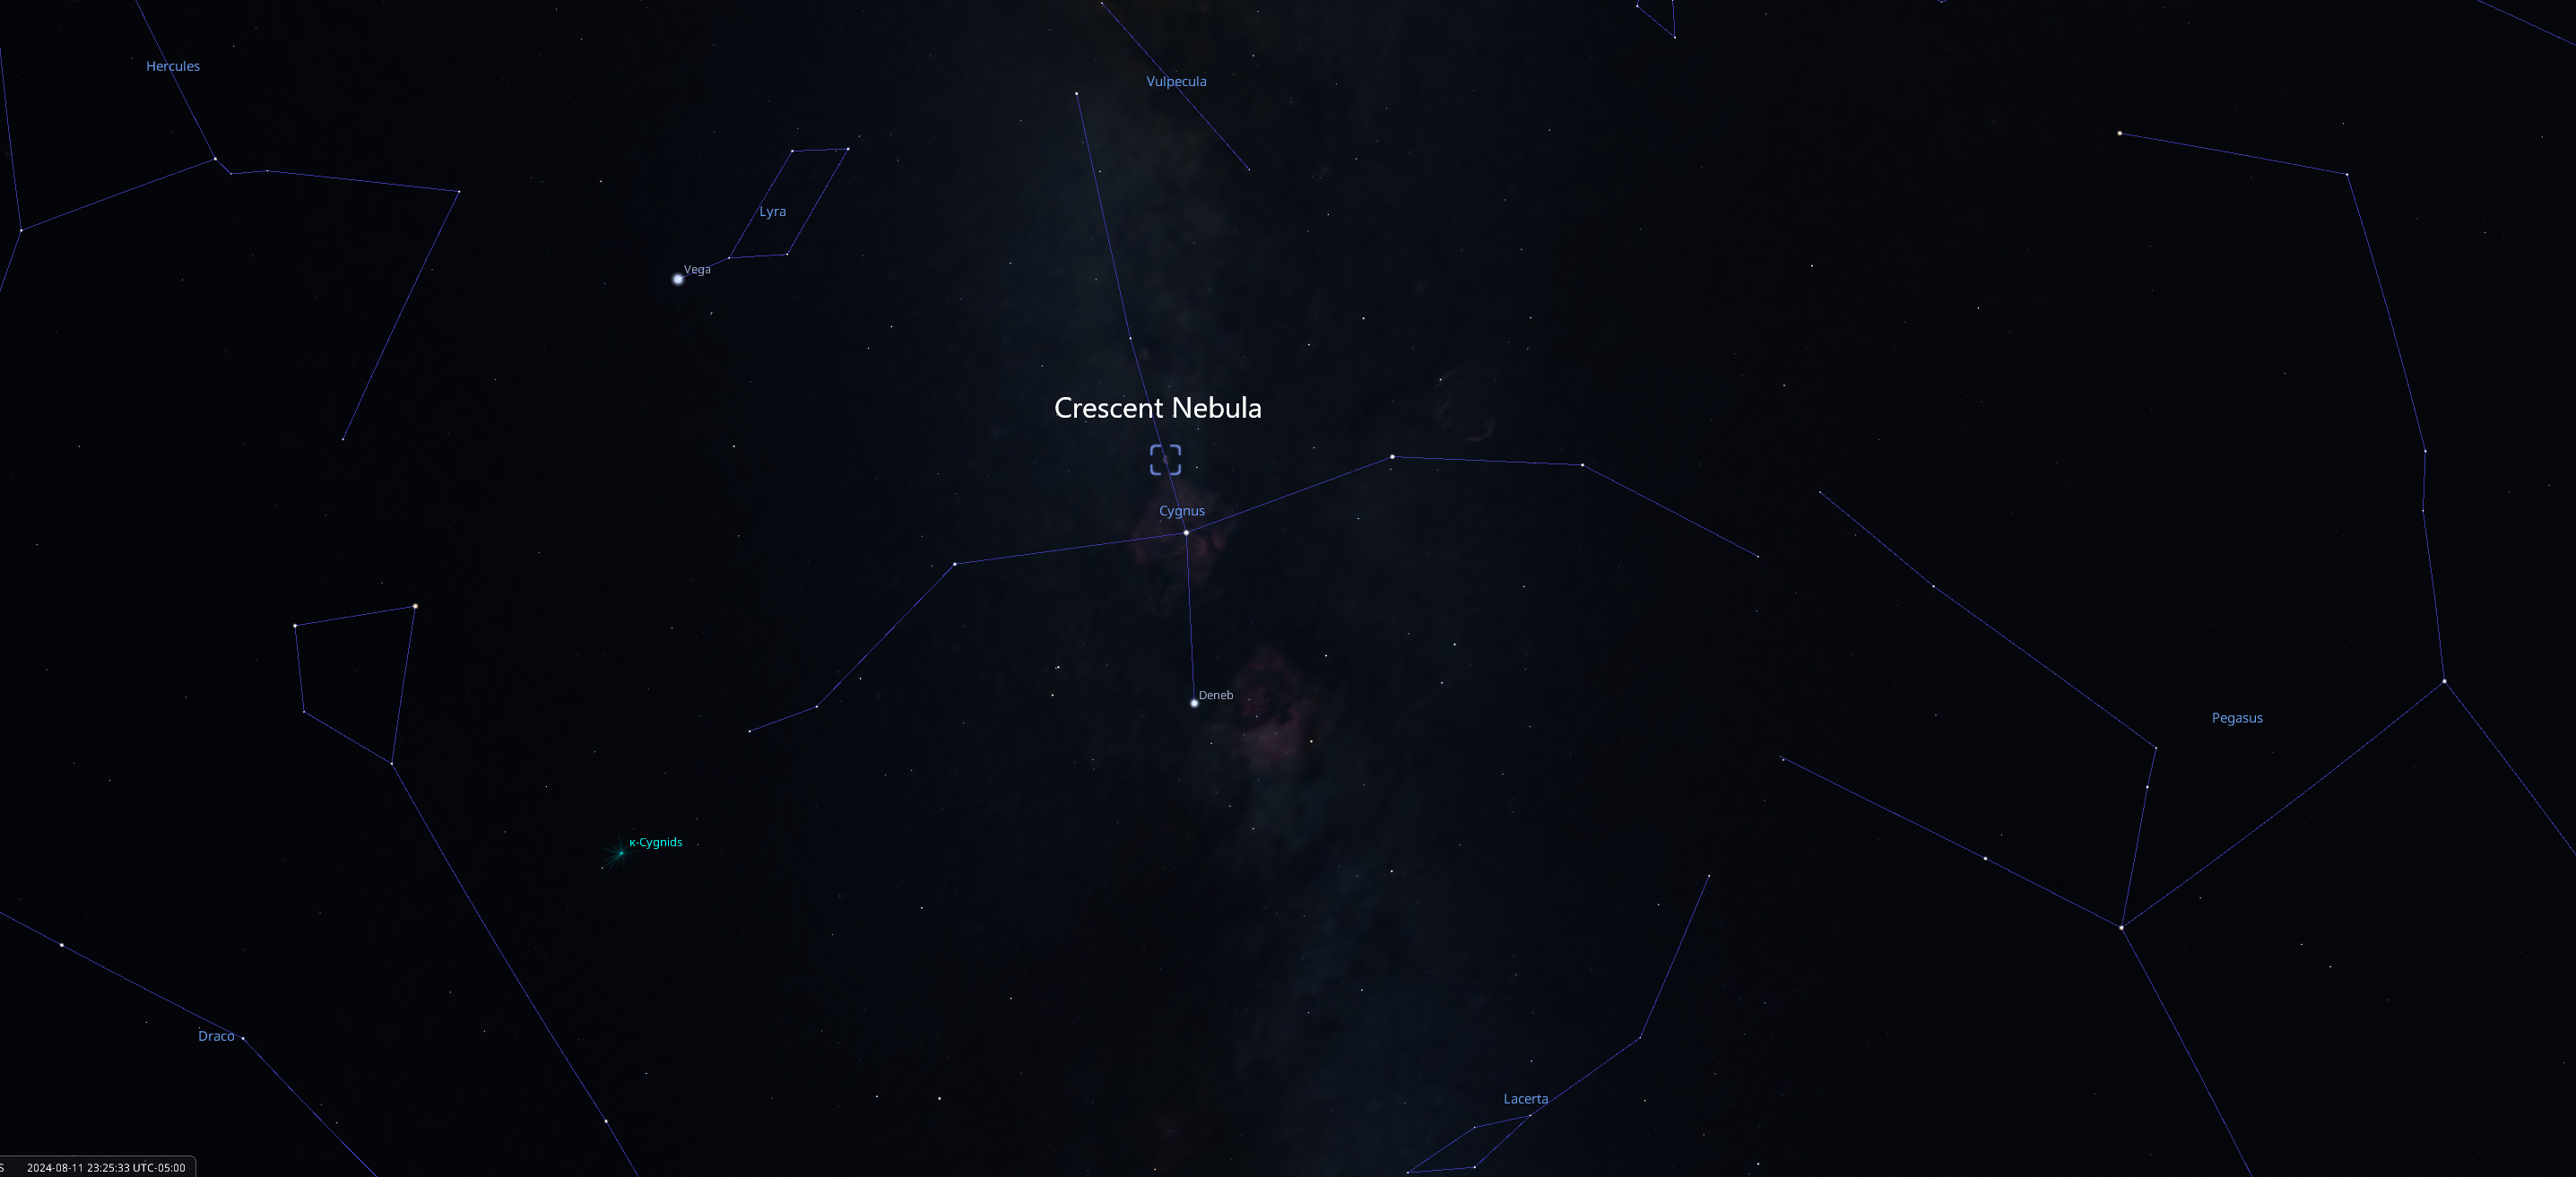 Hercules
Vulpecula
Lyra
Vega
Crescent Nebula
Cygnus
Deneb
Pegasus
κ-Cygnids
Draco
Lacerta
S 2024-08-11 23:25:33 UTC-05:00